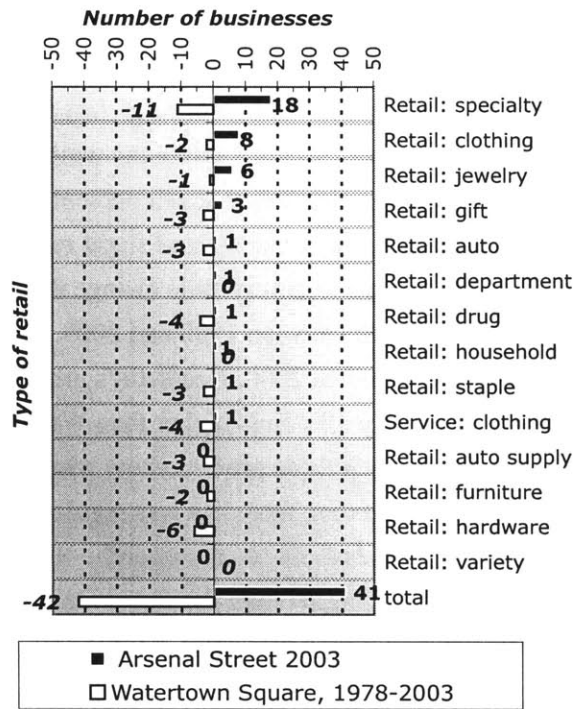 Number of businesses
-50 -40 -30 -20 -10 0 10 20 30 40 50
Type of retail
-11 18 Retail: specialty
-2 8 Retail: clothing
-1 6 Retail: jewelry
-3 3 Retail: gift
-3 1 Retail: auto
1 0 Retail: department
-4 1 Retail: drug
1 0 Retail: household
-3 1 Retail: staple
-4 1 Service: clothing
0 -3 Retail: auto supply
0 -2 Retail: furniture
0 -6 Retail: hardware
0 0 Retail: variety
-42 41 total
Arsenal Street 2003
Watertown Square, 1978-2003